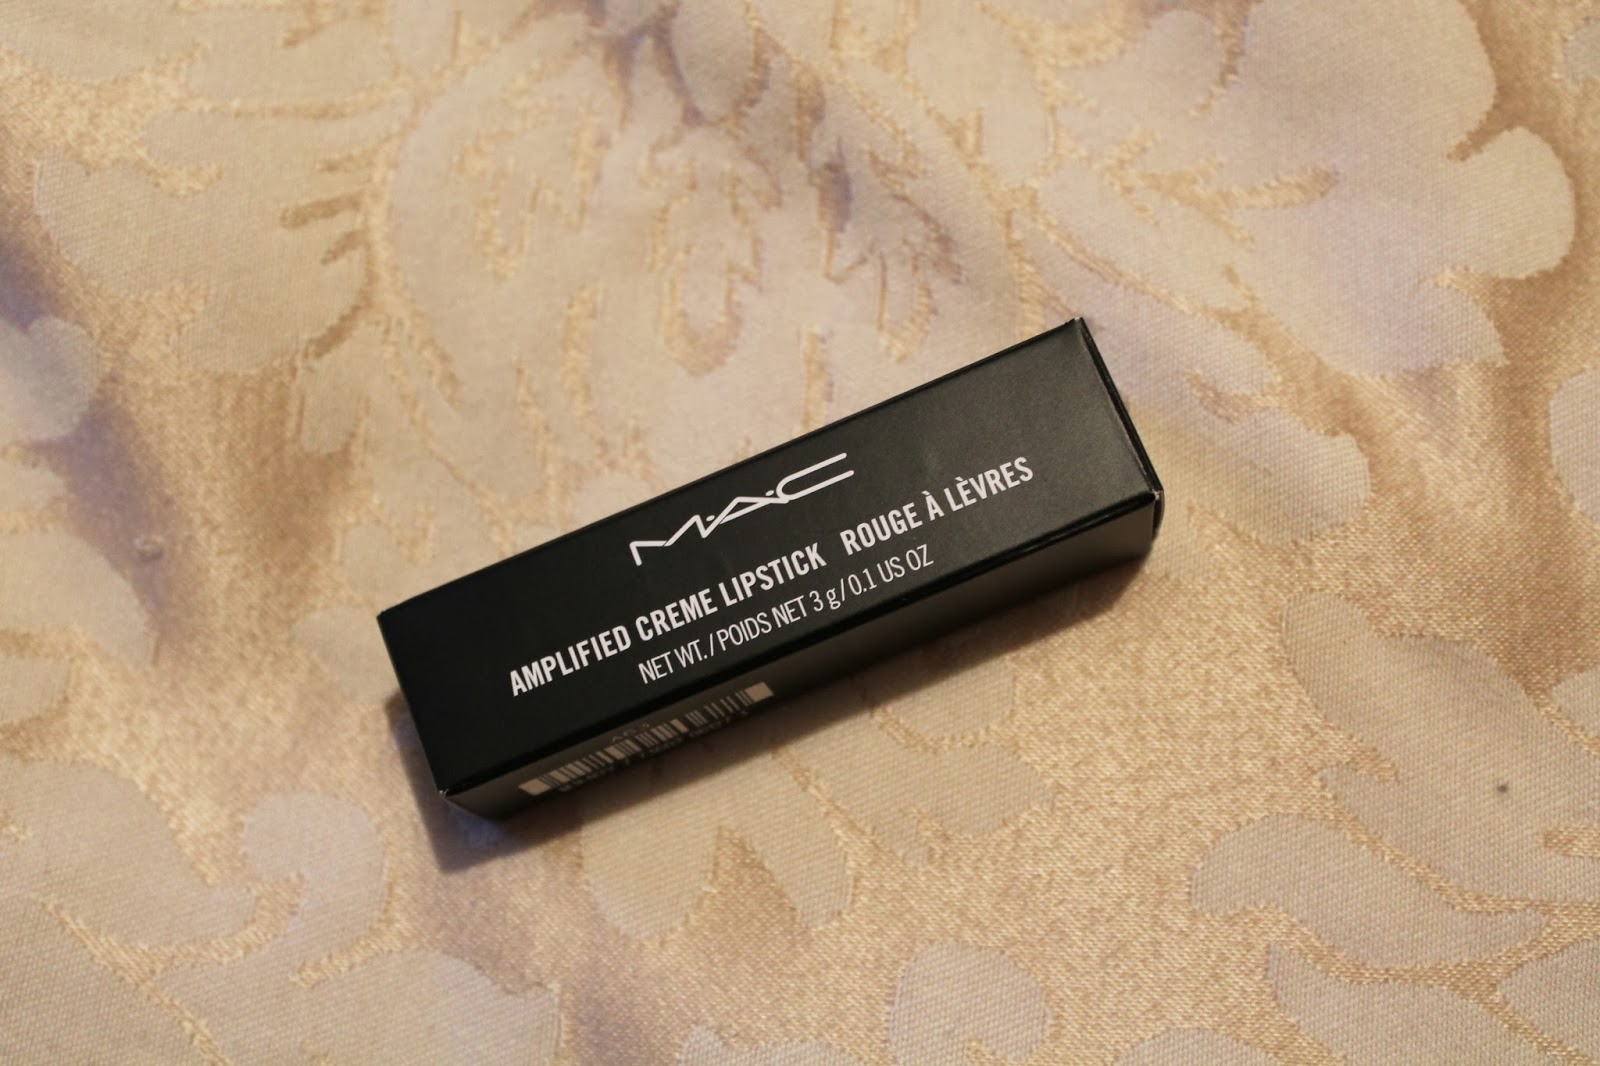 M·A·C
AMPLIFIED CREME LIPSTICK ROUGE À LÈVRES
NET WT./POIDS NET 3 g/0.1 US OZ